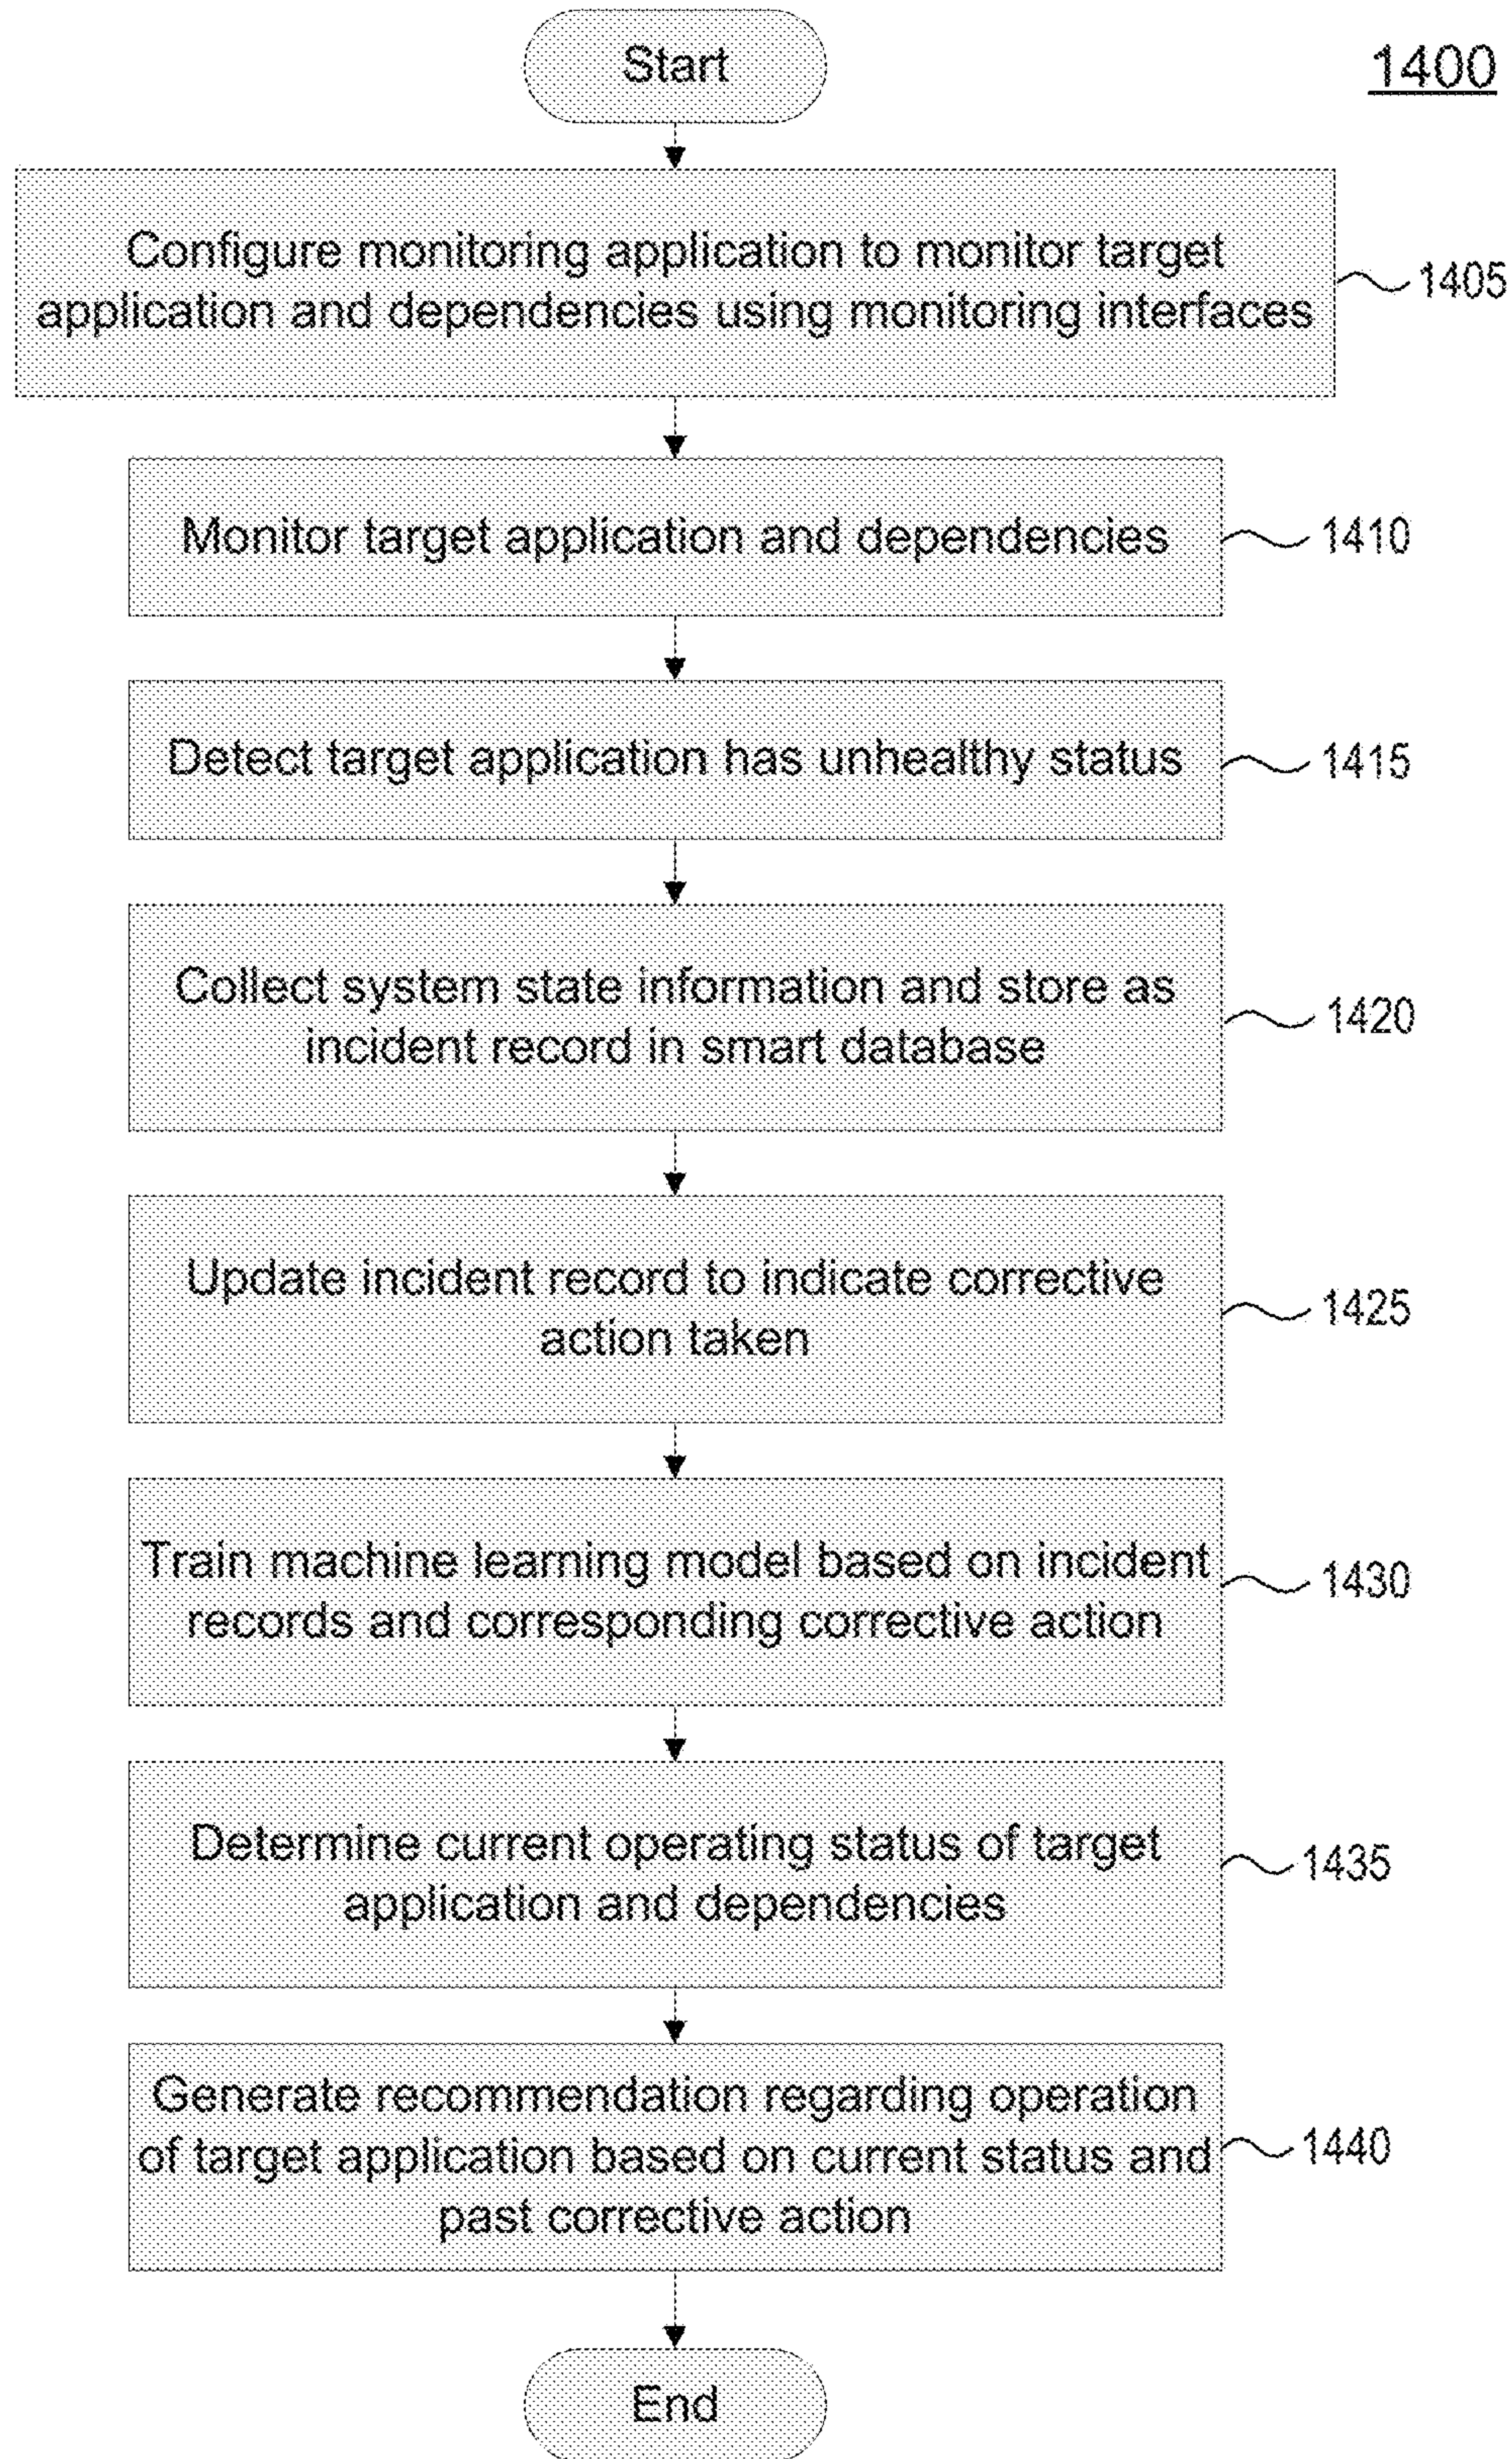 Start
1400
Configure monitoring application to monitor target
application and dependencies using monitoring interfaces
1405
Monitor target application and dependencies
1410
Detect target application has unhealthy status
1415
Collect system state information and store as
incident record in smart database
1420
Update incident record to indicate corrective
action taken
1425
Train machine learning model based on incident
records and corresponding corrective action
1430
Determine current operating status of target
application and dependencies
1435
Generate recommendation regarding operation
of target application based on current status and
past corrective action
1440
End